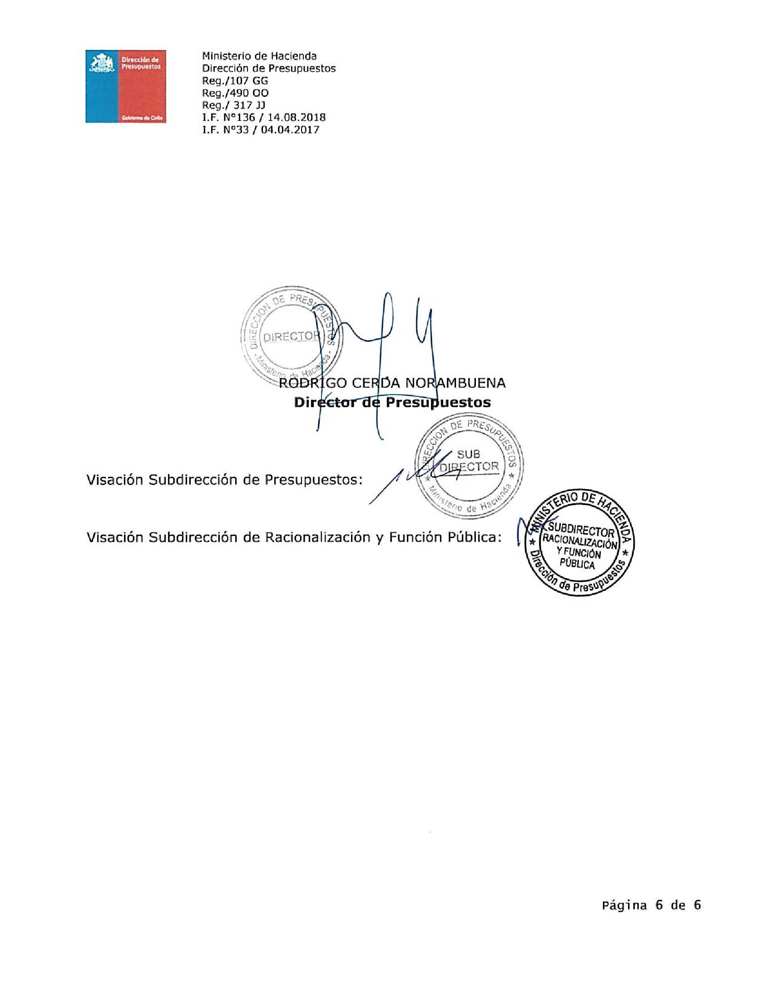 Dirección de
Presupuestos
Gobierno de Chile
Ministerio de Hacienda
Dirección de Presupuestos
Reg./107 GG
Reg./490 OO
Reg./ 317 JJ
I.F. N°136 / 14.08.2018
I.F. N°33 / 04.04.2017
DIRECCION DE PRESUPUESTOS
DIRECTOR
- Ministerio de Hacienda -
RODRIGO CERDA NORAMBUENA
Director de Presupuestos
DIRECCION DE PRESUPUESTOS
SUB
DIRECTOR
★ Ministerio de Hacienda ★
Visación Subdirección de Presupuestos:
MINISTERIO DE HACIENDA
SUBDIRECTOR
RACIONALIZACIÓN
Y FUNCIÓN
PÚBLICA
★ Dirección de Presupuestos ★
Visación Subdirección de Racionalización y Función Pública:
Página 6 de 6